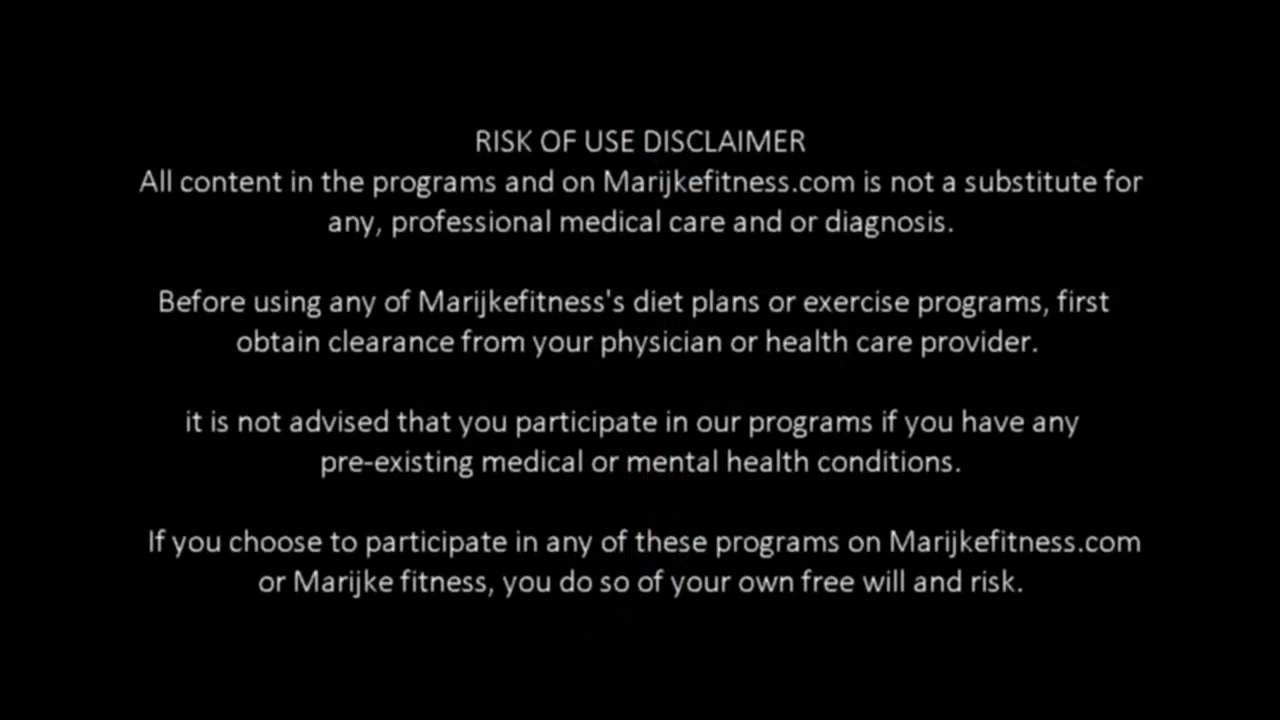 RISK OF USE DISCLAIMER
All content in the programs and on Marijkefitness.com is not a substitute for
any, professional medical care and or diagnosis.
Before using any of Marijkefitness's diet plans or exercise programs, first
obtain clearance from your physician or health care provider.
it is not advised that you participate in our programs if you have any
pre-existing medical or mental health conditions.
If you choose to participate in any of these programs on Marijkefitness.com
or Marijke fitness, you do so of your own free will and risk.